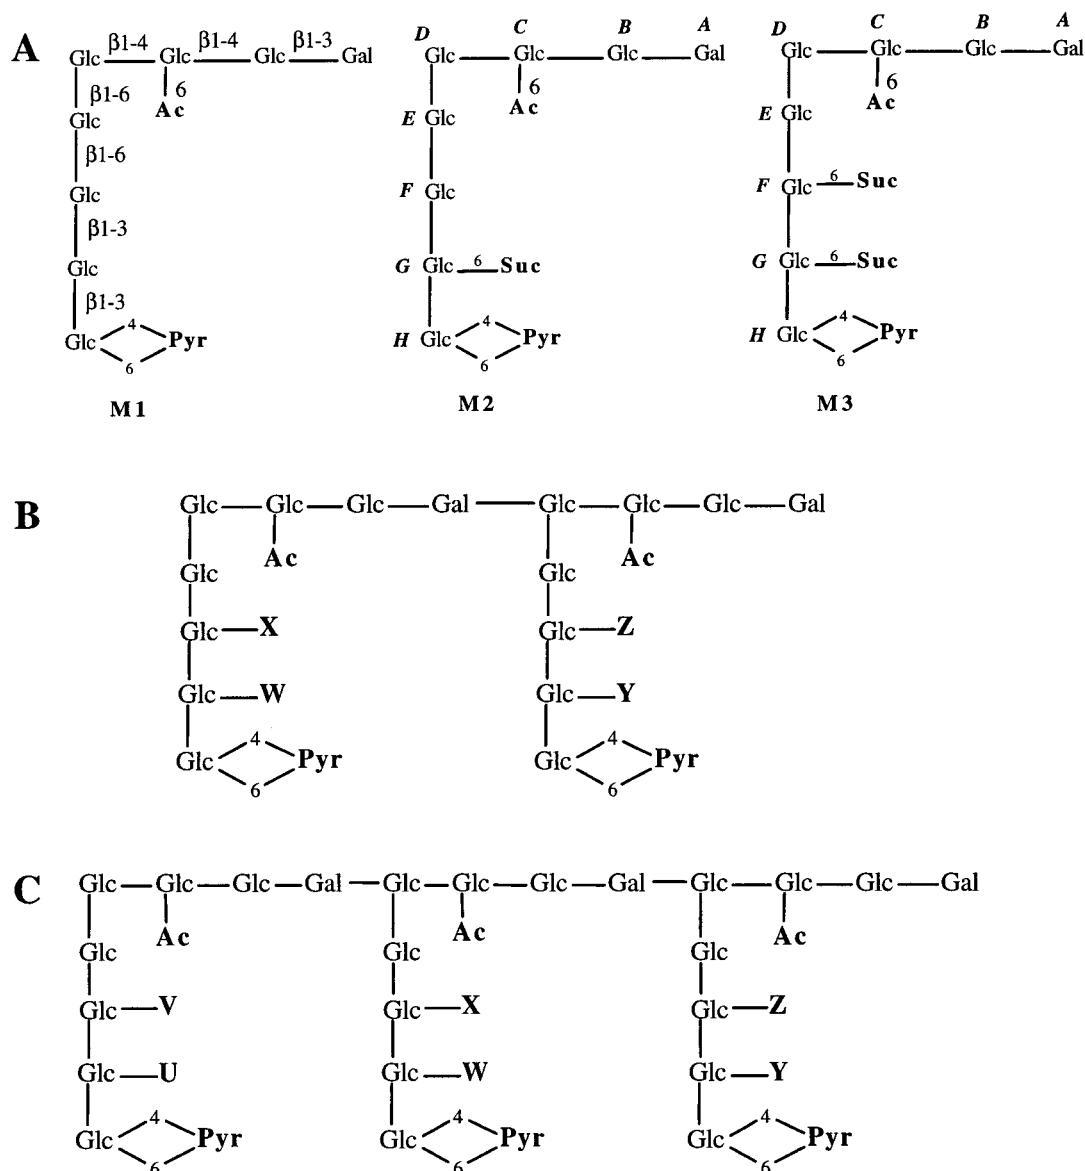 A
Glc β1-4 Glc β1-4 Glc β1-3 Gal
β1-6 6
Ac
Glc
β1-6
Glc
β1-3
Glc
β1-3
Glc 4 6 Pyr
M1
D C B A
Glc Glc Glc Gal
6
Ac
E Glc
F Glc
G Glc 6 Suc
H Glc 4 6 Pyr
M2
D C B A
Glc Glc Glc Gal
6
Ac
E Glc
F Glc 6 Suc
G Glc 6 Suc
H Glc 4 6 Pyr
M3
B
Glc Glc Glc Gal Glc Glc Glc Gal
Ac Ac
Glc Glc
Glc X Glc Z
Glc W Glc Y
Glc 4 6 Pyr Glc 4 6 Pyr
C
Glc Glc Glc Gal Glc Glc Glc Gal Glc Glc Glc Gal
Ac Ac Ac
Glc Glc Glc
Glc V Glc X Glc Z
Glc U Glc W Glc Y
Glc 4 6 Pyr Glc 4 6 Pyr Glc 4 6 Pyr